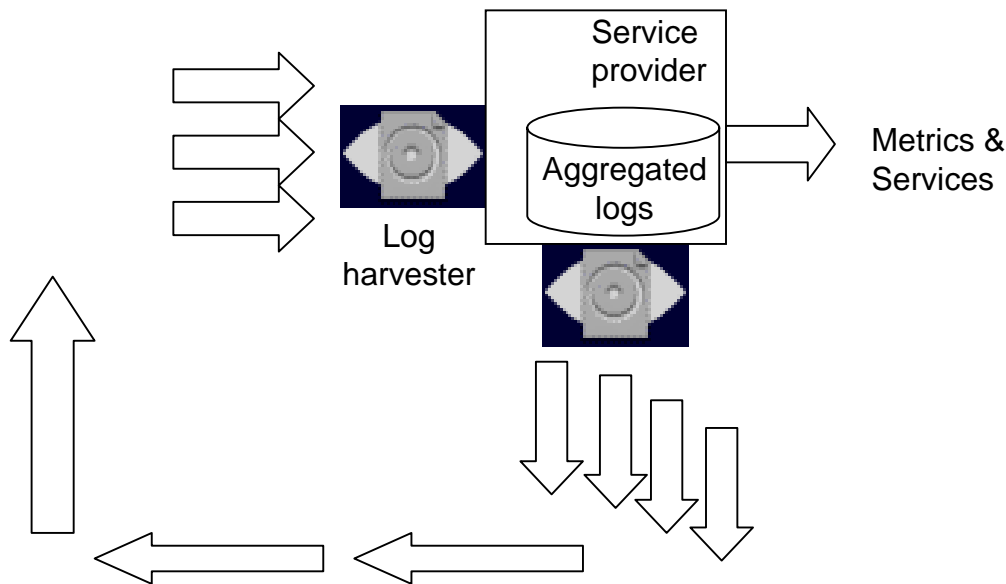 Service
provider
Aggregated
logs
Metrics &
Services
Log
harvester